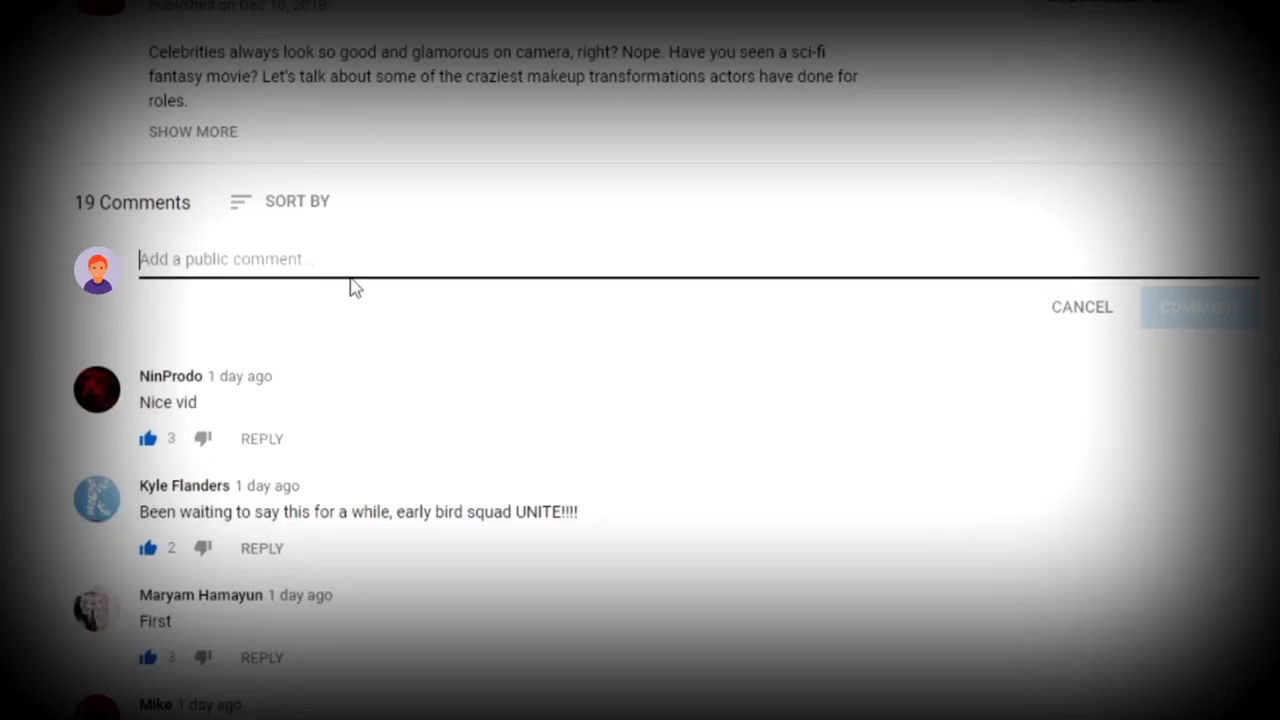 Published on Dec 10, 2018
Celebrities always look so good and glamorous on camera, right? Nope. Have you seen a sci-fi
fantasy movie? Let's talk about some of the craziest makeup transformations actors have done for
roles.
SHOW MORE
19 Comments SORT BY
Add a public comment...
CANCEL COMMENT
NinProdo 1 day ago
Nice vid
3 REPLY
Kyle Flanders 1 day ago
Been waiting to say this for a while, early bird squad UNITE!!!!
2 REPLY
Maryam Hamayun 1 day ago
First
3 REPLY
Mike 1 day ago